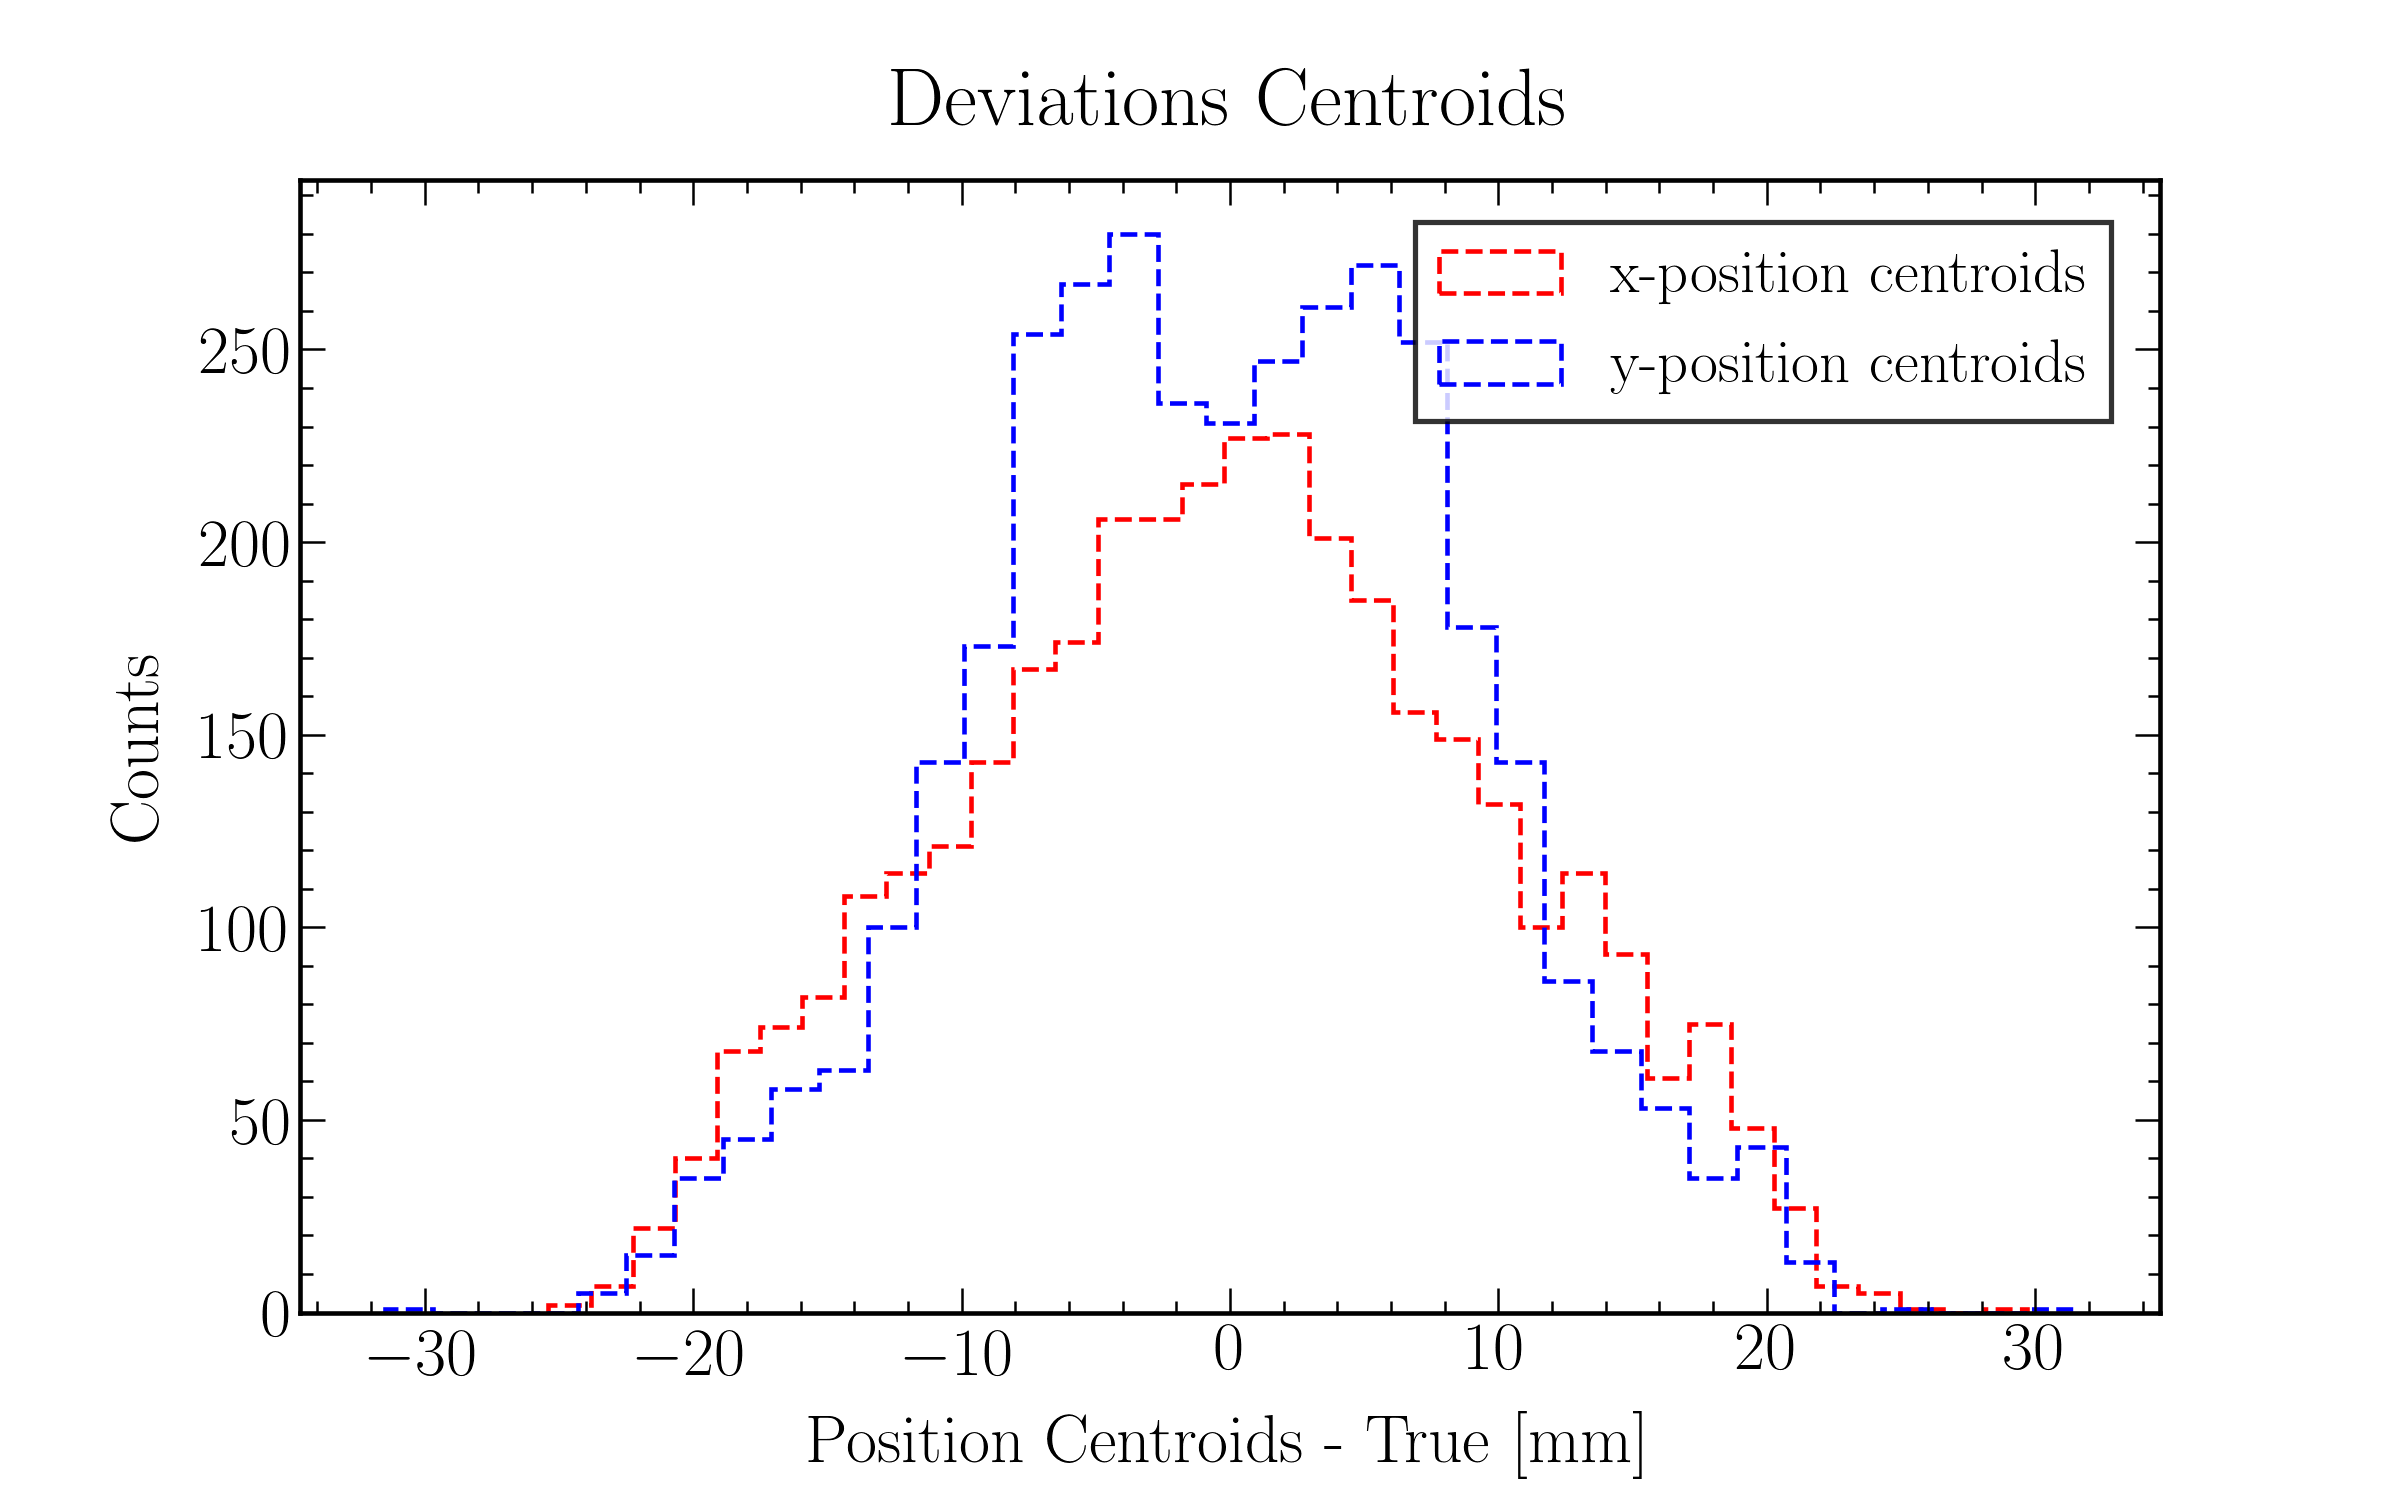 Deviations Centroids
x-position centroids
y-position centroids
Counts
250
200
150
100
50
0
−30 −20 −10 0 10 20 30
Position Centroids - True [mm]